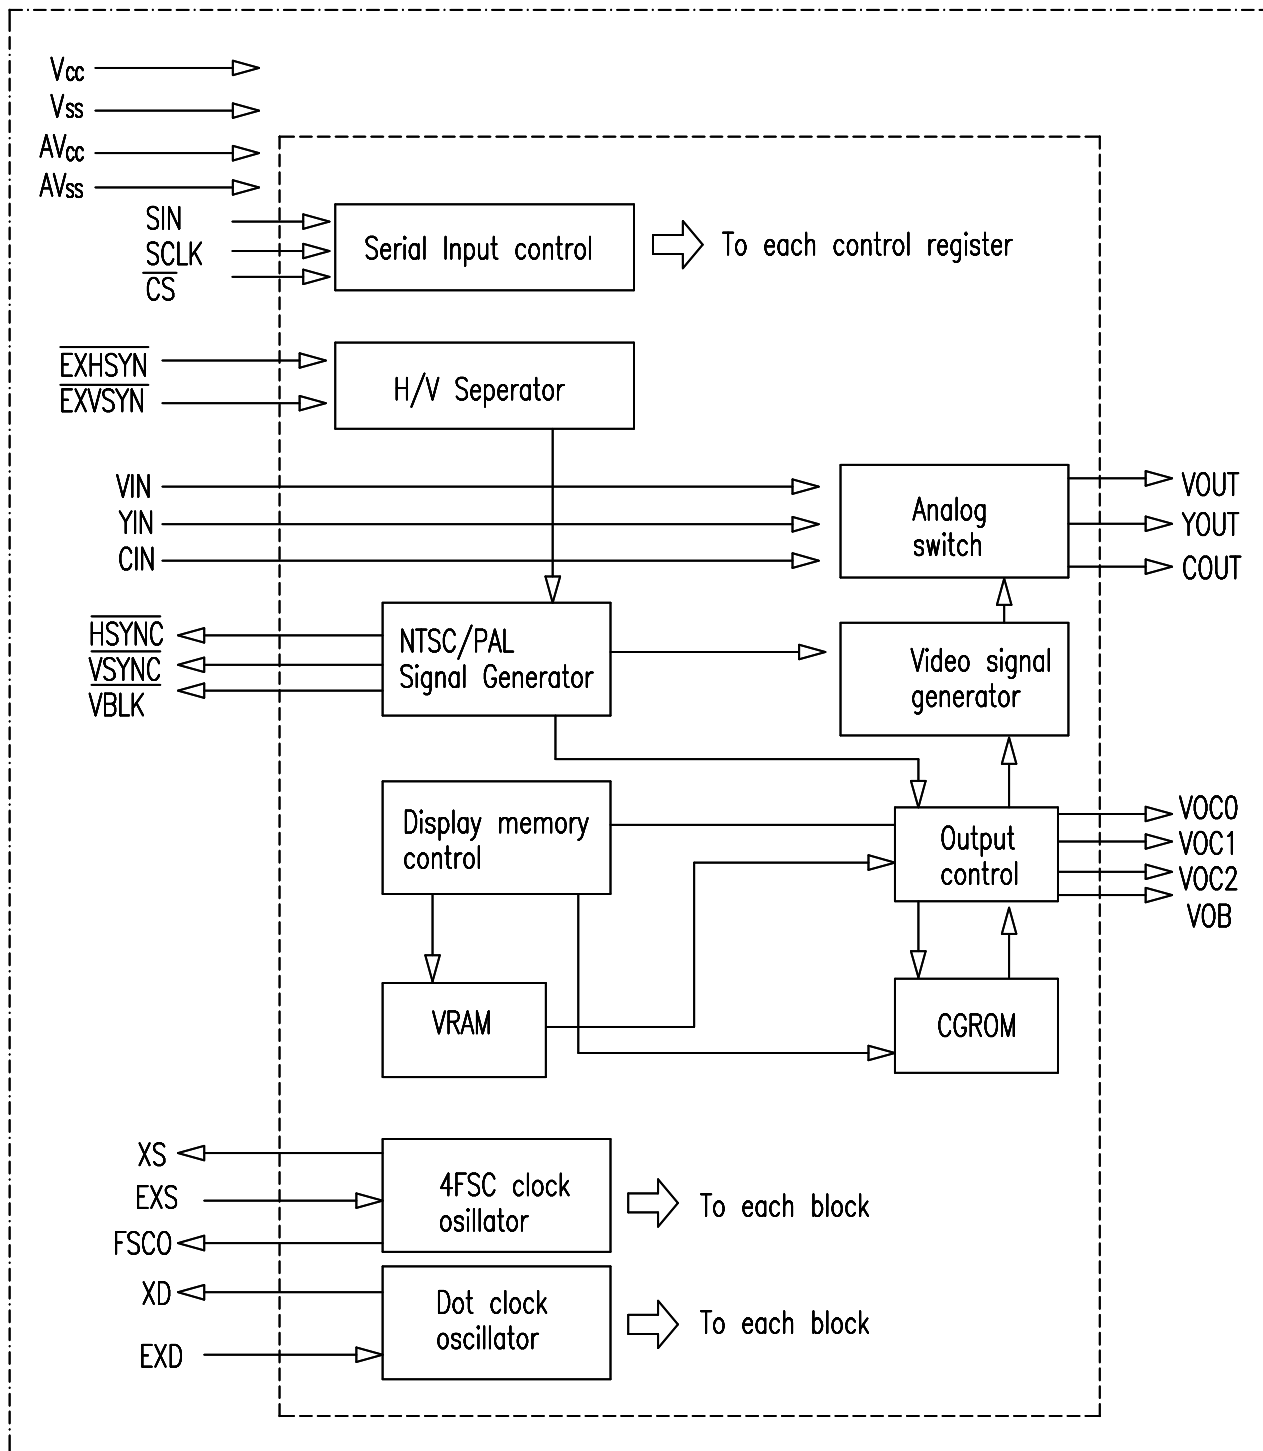 Vcc
Vss
AVcc
AVss
SIN
SCLK
CS
Serial Input control
To each control register
EXHSYN
EXVSYN
H/V Seperator
VIN
YIN
CIN
Analog
switch
VOUT
YOUT
COUT
HSYNC
VSYNC
VBLK
NTSC/PAL
Signal Generator
Video signal
generator
Display memory
control
Output
control
VOC0
VOC1
VOC2
VOB
VRAM
CGROM
XS
EXS
FSCO
4FSC clock
osillator
To each block
XD
EXD
Dot clock
oscillator
To each block